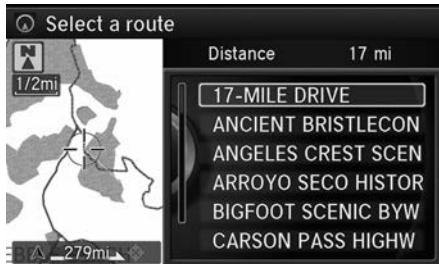 Select a route
N
1/2mi
279mi
Distance 17 mi
17-MILE DRIVE
ANCIENT BRISTLECON
ANGELES CREST SCEN
ARROYO SECO HISTOR
BIGFOOT SCENIC BYW
CARSON PASS HIGHW